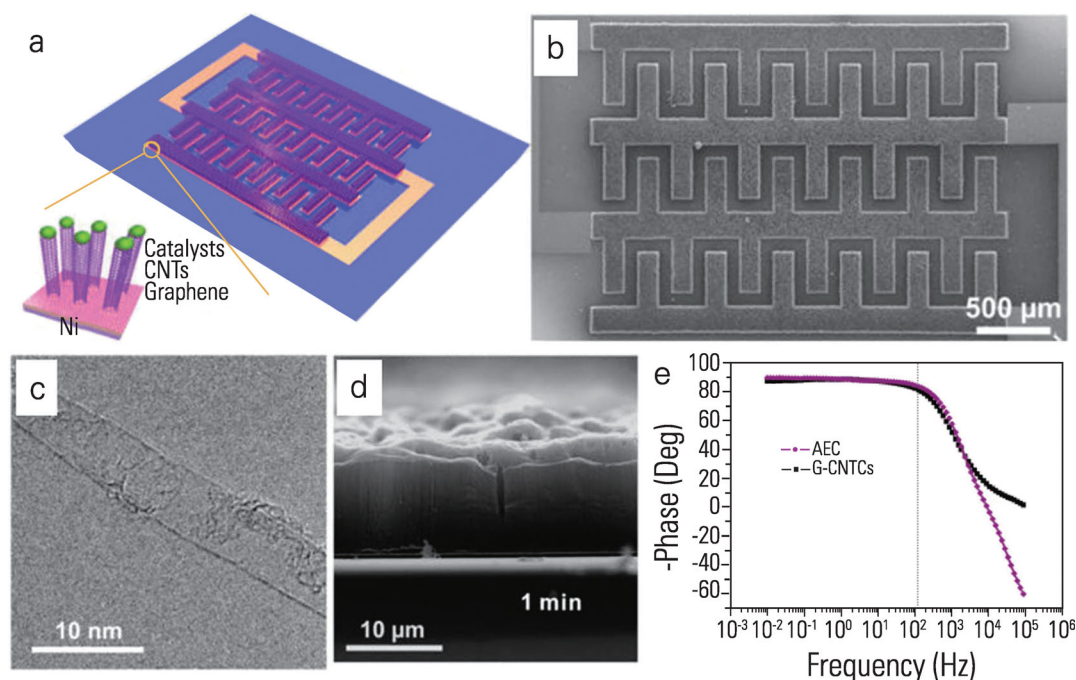 a
Catalysts
CNTs
Graphene
Ni
b
500 µm
c
10 nm
d
1 min
10 µm
e
100
80
60
40
20
0
-20
-40
-60
-Phase (Deg)
AEC
G-CNTCs
10⁻³ 10⁻² 10⁻¹ 10⁰ 10¹ 10² 10³ 10⁴ 10⁵ 10⁶
Frequency (Hz)